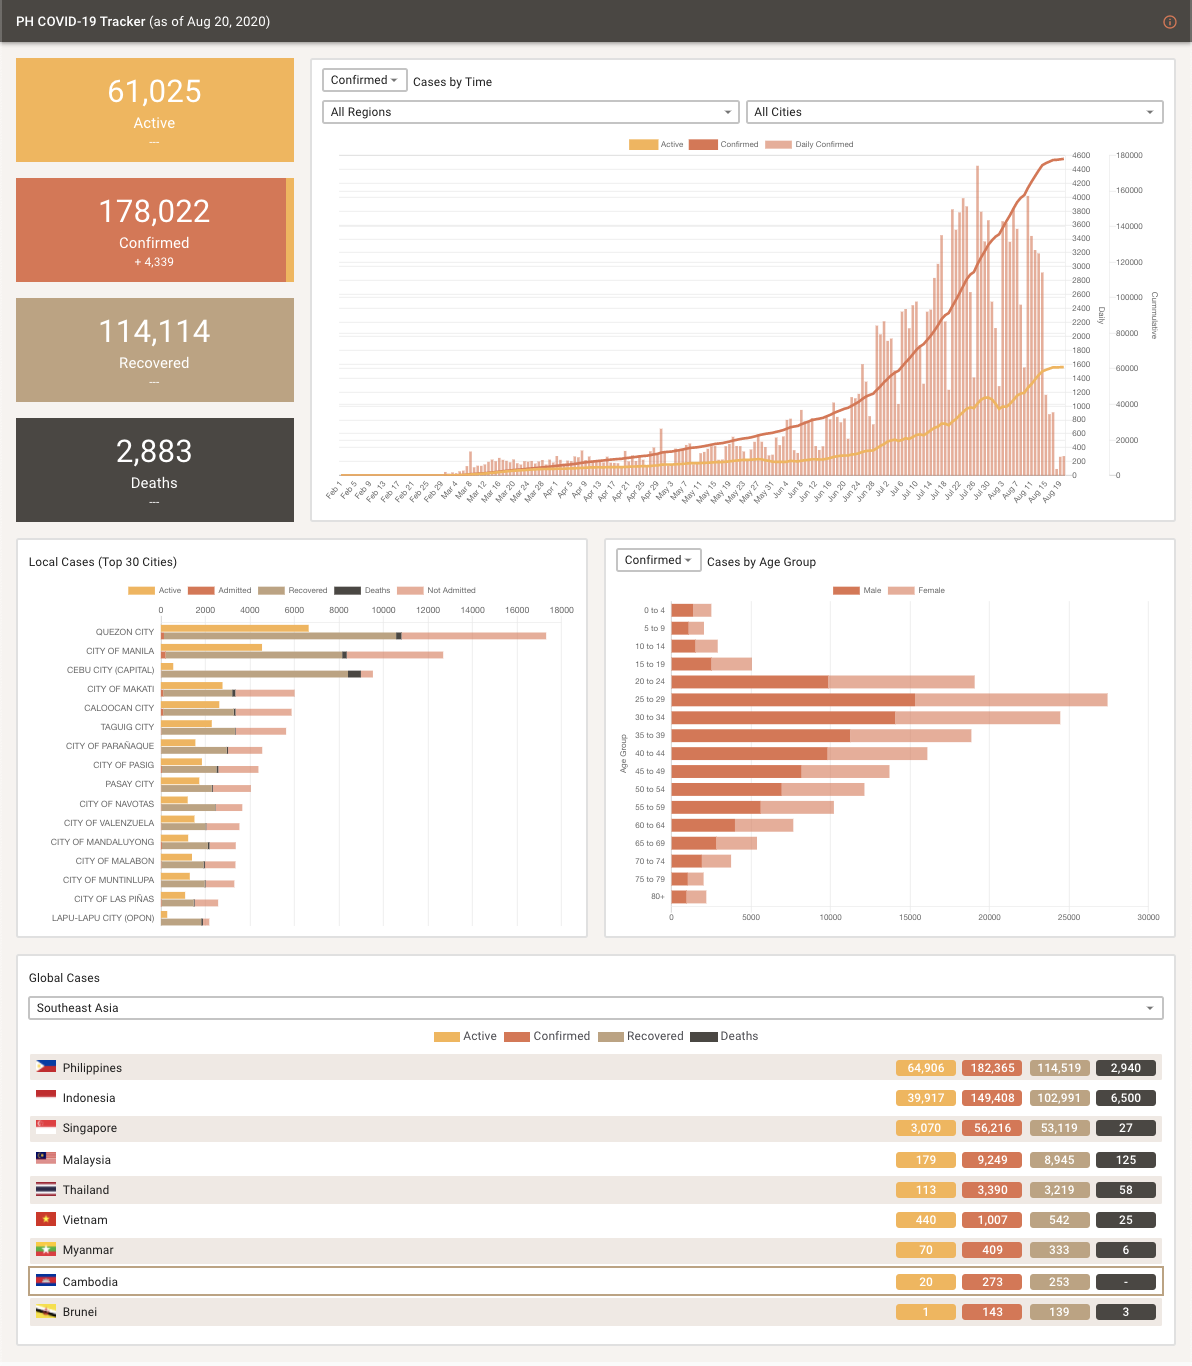 PH COVID-19 Tracker (as of Aug 20, 2020)
61,025
Active
---
178,022
Confirmed
+ 4,339
114,114
Recovered
---
2,883
Deaths
---
Confirmed Cases by Time
All Regions All Cities
Active Confirmed Daily Confirmed
4600 180000
4400
4200
4000 160000
3800
3600 140000
3400
3200
3000 120000
2800
2600 100000
2400
2200
2000 80000
1800
1600 60000
1400
1200
1000 40000
800
600
400 20000
200
0 0
Daily
Cummulative
Feb 1 Feb 5 Feb 9 Feb 13 Feb 17 Feb 21 Feb 25 Feb 29 Mar 4 Mar 8 Mar 12 Mar 16 Mar 20 Mar 24 Mar 28 Apr 1 Apr 5 Apr 9 Apr 13 Apr 17 Apr 21 Apr 25 Apr 29 May 3 May 7 May 11 May 15 May 19 May 23 May 27 May 31 Jun 4 Jun 8 Jun 12 Jun 16 Jun 20 Jun 24 Jun 28 Jul 2 Jul 6 Jul 10 Jul 14 Jul 18 Jul 22 Jul 26 Jul 30 Aug 3 Aug 7 Aug 11 Aug 15 Aug 19
Local Cases (Top 30 Cities)
Active Admitted Recovered Deaths Not Admitted
0 2000 4000 6000 8000 10000 12000 14000 16000 18000
QUEZON CITY
CITY OF MANILA
CEBU CITY (CAPITAL)
CITY OF MAKATI
CALOOCAN CITY
TAGUIG CITY
CITY OF PARAÑAQUE
CITY OF PASIG
PASAY CITY
CITY OF NAVOTAS
CITY OF VALENZUELA
CITY OF MANDALUYONG
CITY OF MALABON
CITY OF MUNTINLUPA
CITY OF LAS PIÑAS
LAPU-LAPU CITY (OPON)
Confirmed Cases by Age Group
Male Female
Age Group
0 to 4
5 to 9
10 to 14
15 to 19
20 to 24
25 to 29
30 to 34
35 to 39
40 to 44
45 to 49
50 to 54
55 to 59
60 to 64
65 to 69
70 to 74
75 to 79
80+
0 5000 10000 15000 20000 25000 30000
Global Cases
Southeast Asia
Active Confirmed Recovered Deaths
Philippines 64,906 182,365 114,519 2,940
Indonesia 39,917 149,408 102,991 6,500
Singapore 3,070 56,216 53,119 27
Malaysia 179 9,249 8,945 125
Thailand 113 3,390 3,219 58
Vietnam 440 1,007 542 25
Myanmar 70 409 333 6
Cambodia 20 273 253 -
Brunei 1 143 139 3